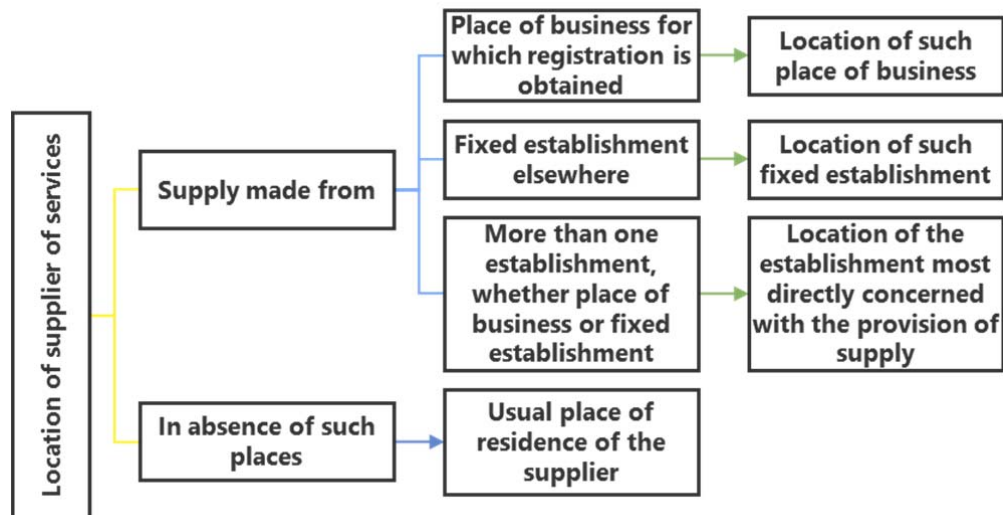 Location of supplier of services
Supply made from
Place of business for
which registration is
obtained
Location of such
place of business
Fixed establishment
elsewhere
Location of such
fixed establishment
More than one
establishment,
whether place of
business or fixed
establishment
Location of the
establishment most
directly concerned
with the provision of
supply
In absence of such
places
Usual place of
residence of the
supplier